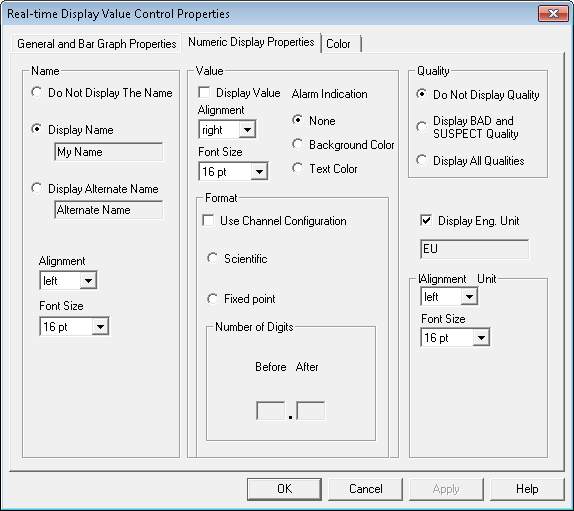 Real-time Display Value Control Properties
General and Bar Graph Properties
Numeric Display Properties
Color
Name
Do Not Display The Name
Display Name
My Name
Display Alternate Name
Alternate Name
Alignment
left
Font Size
16 pt
Value
Display Value
Alignment
right
Font Size
16 pt
Alarm Indication
None
Background Color
Text Color
Format
Use Channel Configuration
Scientific
Fixed point
Number of Digits
Before After
.
Quality
Do Not Display Quality
Display BAD and
SUSPECT Quality
Display All Qualities
Display Eng. Unit
EU
Alignment Unit
left
Font Size
16 pt
OK
Cancel
Apply
Help